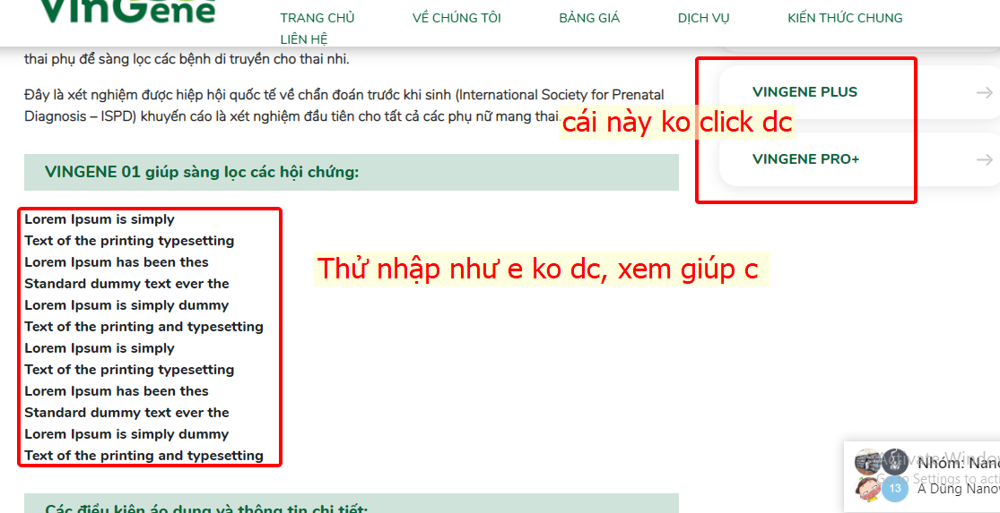 VinGene
TRANG CHỦ
VỀ CHÚNG TÔI
BẢNG GIÁ
DỊCH VỤ
KIẾN THỨC CHUNG
LIÊN HỆ
thai phụ để sàng lọc các bệnh di truyền cho thai nhi.
Đây là xét nghiệm được hiệp hội quốc tế về chẩn đoán trước khi sinh (International Society for Prenatal
Diagnosis – ISPD) khuyến cáo là xét nghiệm đầu tiên cho tất cả các phụ nữ mang thai.
VINGENE PLUS
cái này ko click dc
VINGENE PRO+
VINGENE 01 giúp sàng lọc các hội chứng:
Lorem Ipsum is simply
Text of the printing typesetting
Lorem Ipsum has been thes
Standard dummy text ever the
Lorem Ipsum is simply dummy
Text of the printing and typesetting
Lorem Ipsum is simply
Text of the printing typesetting
Lorem Ipsum has been thes
Standard dummy text ever the
Lorem Ipsum is simply dummy
Text of the printing and typesetting
Thử nhập như e ko dc, xem giúp c
Các điều kiện áp dụng và thông tin chi tiết:
Activate Window
Go to Settings to acti
Nhóm: Nano
13
A Dũng Nanow